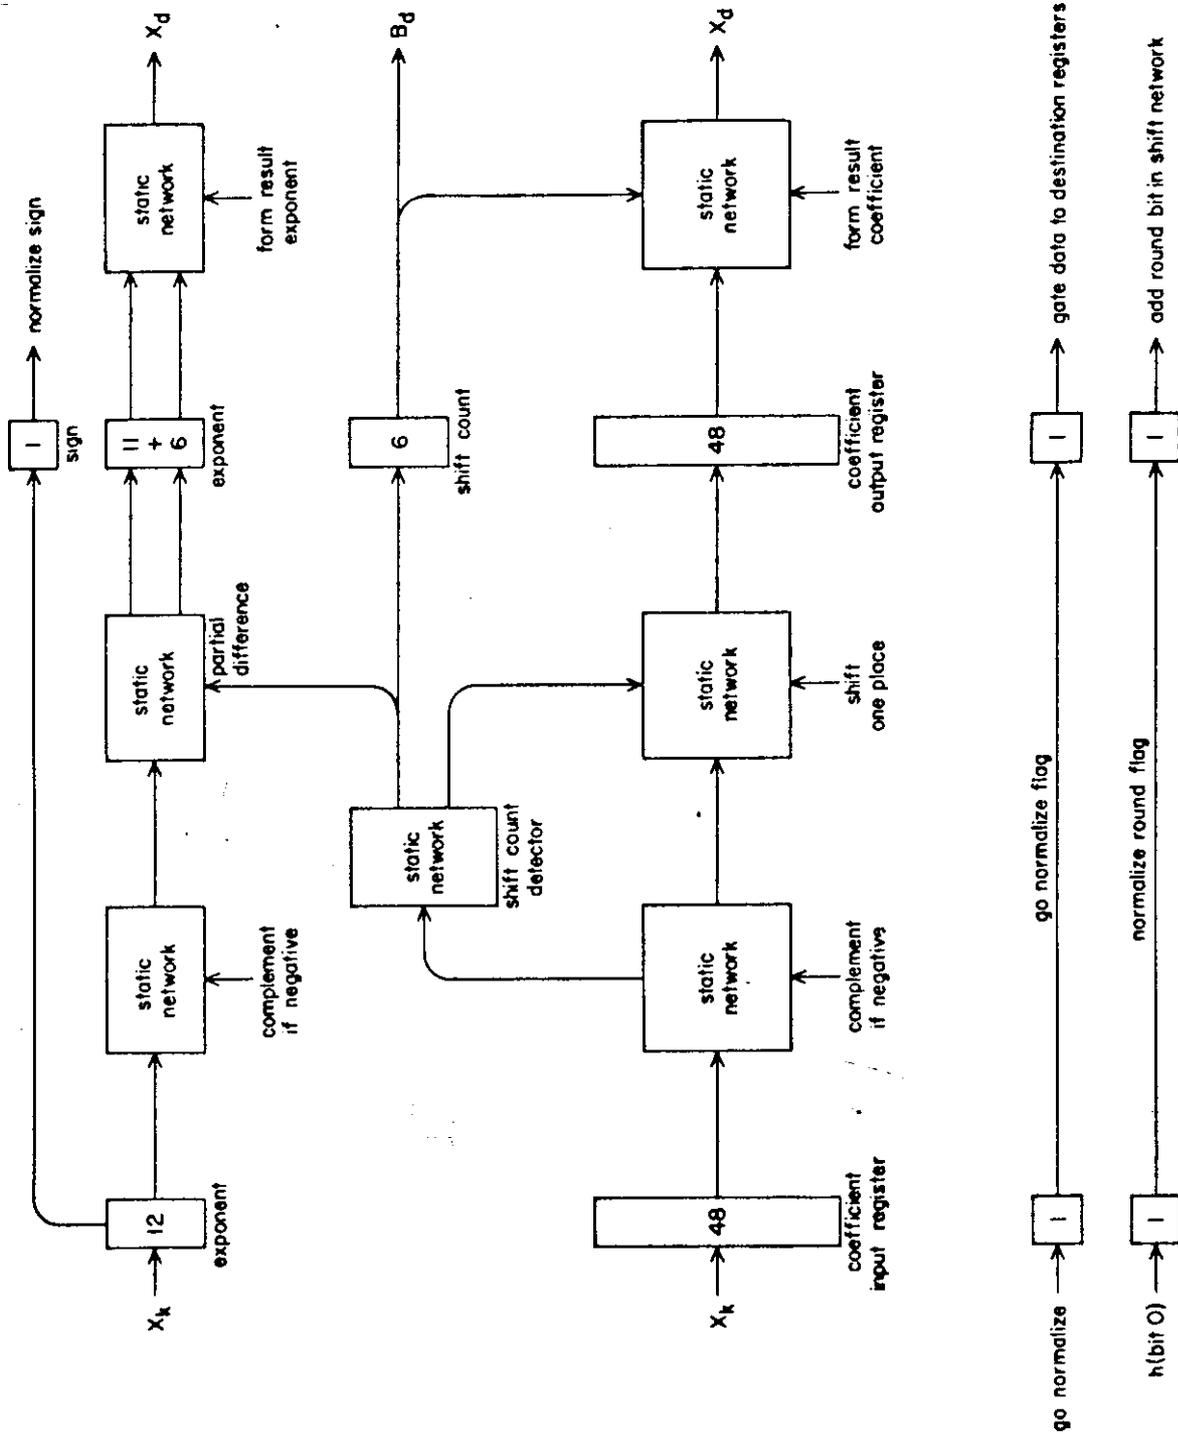 1
normalize sign
sign
X_k
12
exponent
static
network
complement
if negative
static
network
partial
difference
11
+
6
exponent
static
network
form result
exponent
X_d
static
network
shift count
detector
6
shift count
B_d
X_k
48
coefficient
input register
static
network
complement
if negative
static
network
shift
one place
48
coefficient
output register
static
network
form result
coefficient
X_d
go normalize
1
go normalize flag
1
gate data to destination registers
h(bit 0)
1
normalize round flag
1
add round bit in shift network